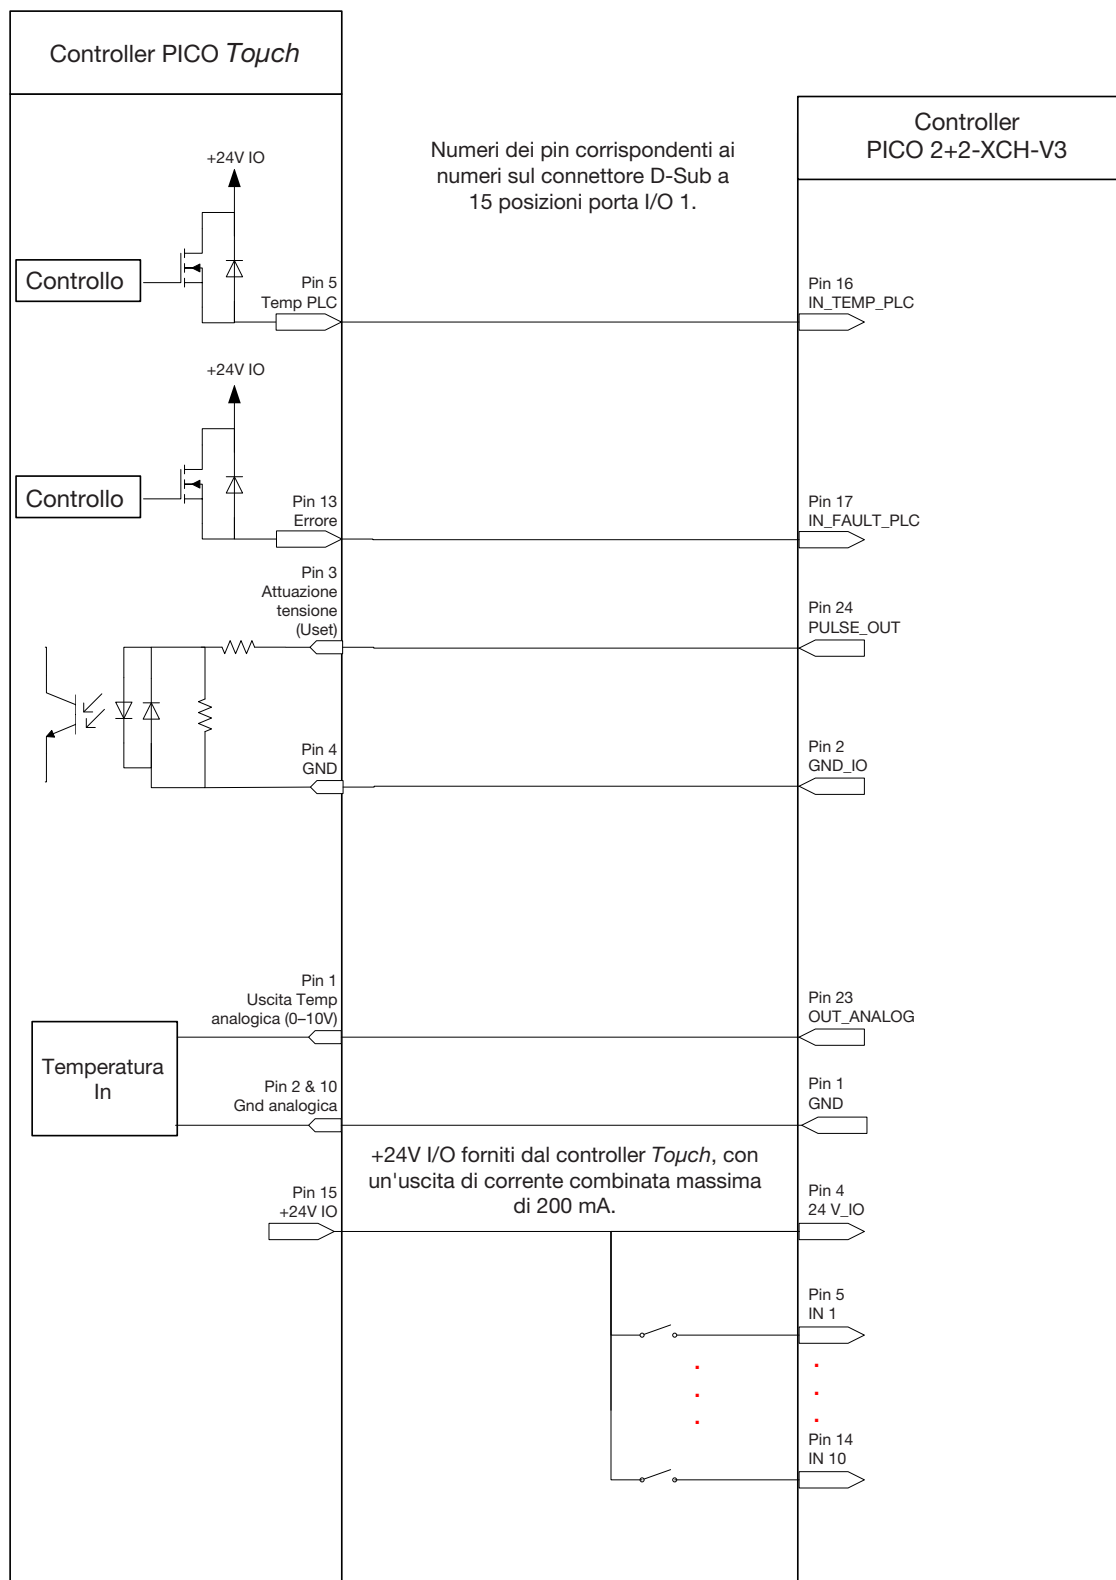 Controller PICO Toµch
Controller
PICO 2+2-XCH-V3
Numeri dei pin corrispondenti ai
numeri sul connettore D-Sub a
15 posizioni porta I/O 1.
+24V IO
Controllo
Pin 5
Temp PLC
Pin 16
IN_TEMP_PLC
+24V IO
Controllo
Pin 13
Errore
Pin 17
IN_FAULT_PLC
Pin 3
Attuazione
tensione
(Uset)
Pin 24
PULSE_OUT
Pin 4
GND
Pin 2
GND_IO
Pin 1
Uscita Temp
analogica (0–10V)
Pin 23
OUT_ANALOG
Temperatura
In
Pin 2 & 10
Gnd analogica
Pin 1
GND
+24V I/O forniti dal controller Toµch, con
un'uscita di corrente combinata massima
di 200 mA.
Pin 15
+24V IO
Pin 4
24 V_IO
Pin 5
IN 1
Pin 14
IN 10